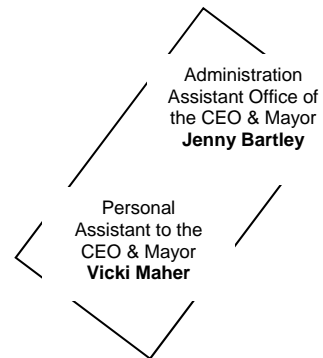 Administration
Assistant Office of
the CEO & Mayor
Jenny Bartley
Personal
Assistant to the
CEO & Mayor
Vicki Maher